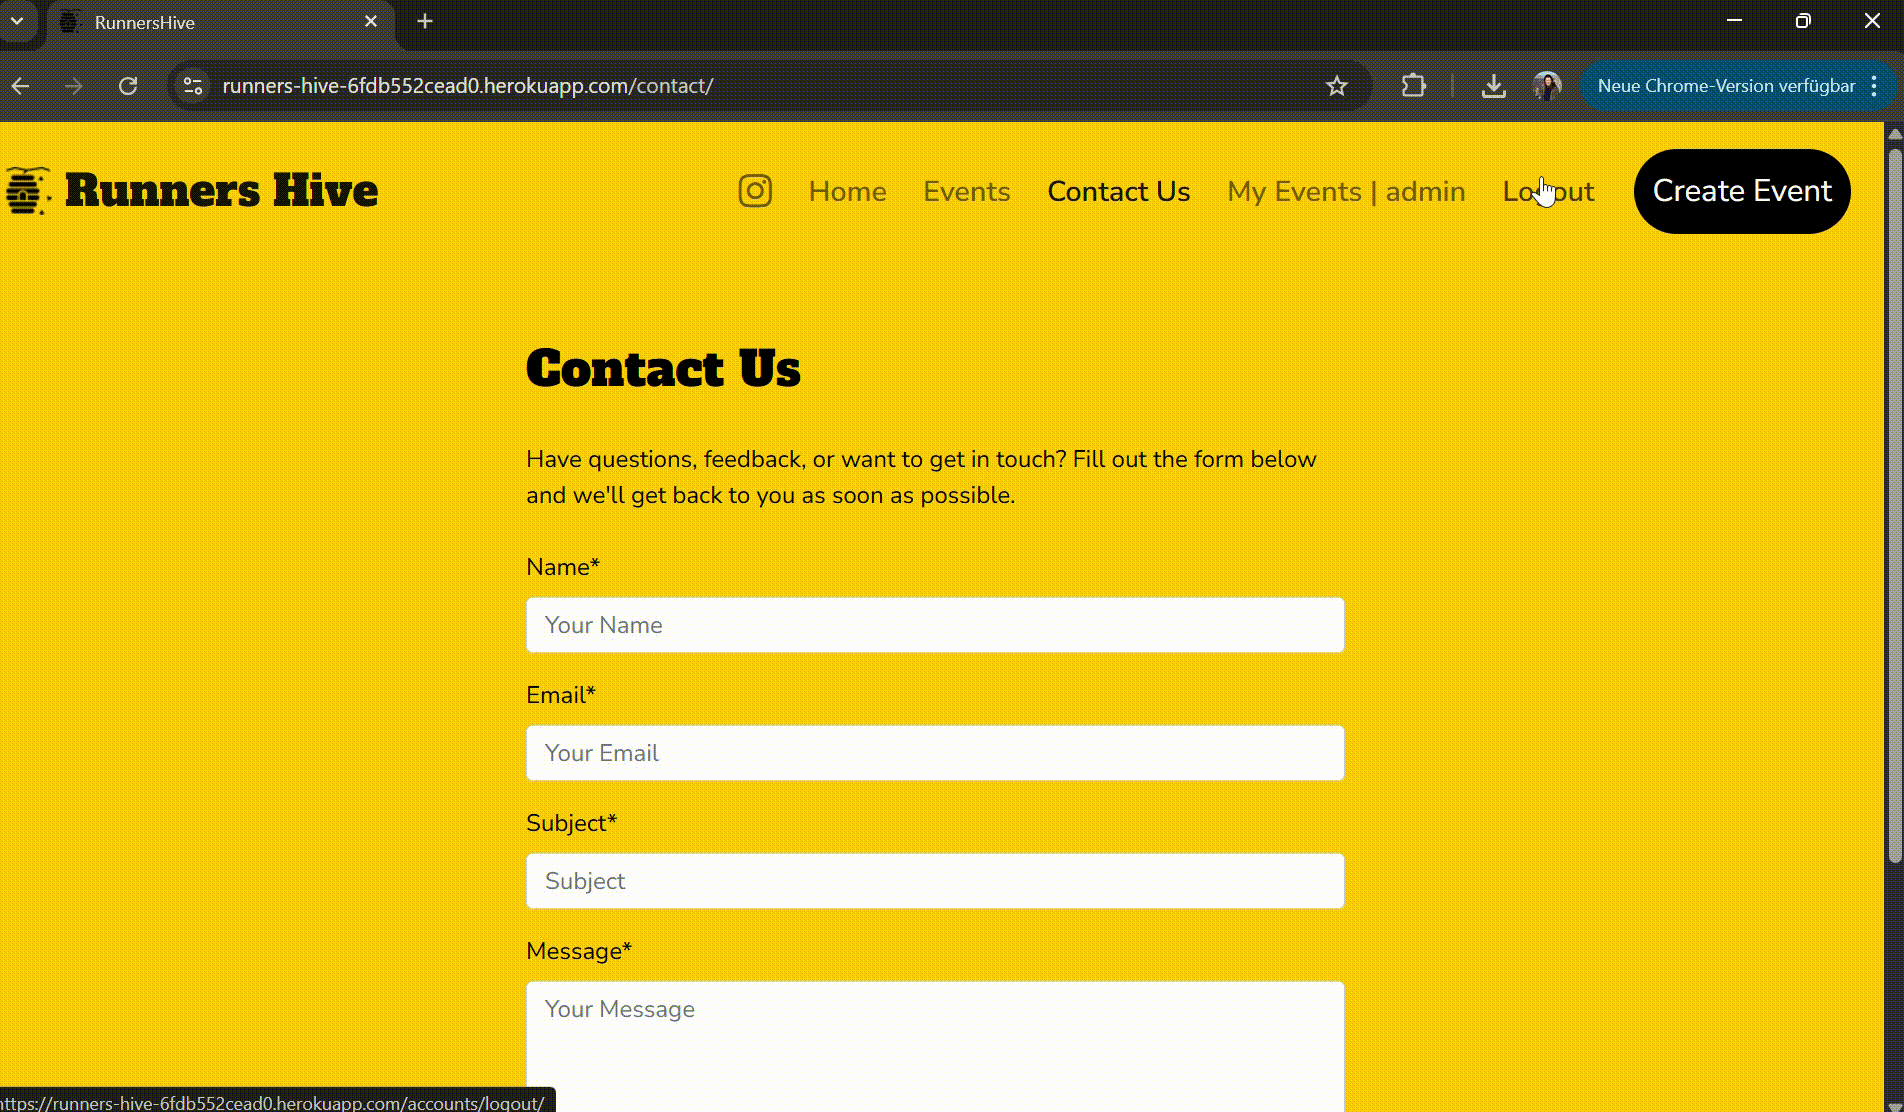 RunnersHive
runners-hive-6fdb552cead0.herokuapp.com/contact/
Neue Chrome-Version verfügbar
Runners Hive
Home Events Contact Us My Events | admin Logout Create Event
Contact Us
Have questions, feedback, or want to get in touch? Fill out the form below
and we'll get back to you as soon as possible.
Name*
Your Name
Email*
Your Email
Subject*
Subject
Message*
Your Message
https://runners-hive-6fdb552cead0.herokuapp.com/accounts/logout/